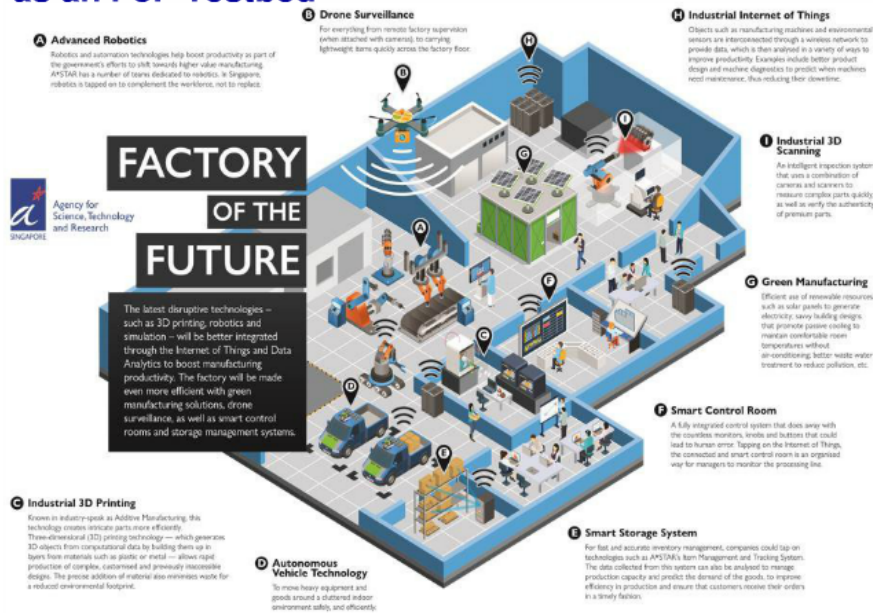 as an FoF Testbed
A Advanced Robotics
Robotics and automation technologies help boost productivity as part of
the government's efforts to shift towards higher value manufacturing.
A*STAR has a number of teams dedicated to robotics. In Singapore,
robotics is tapped on to complement the workforce, not to replace.
B Drone Surveillance
For everything from remote factory supervision
(when attached with cameras), to carrying
lightweight items quickly across the factory floor.
H Industrial Internet of Things
Objects such as manufacturing machines and environmental
sensors are interconnected through a wireless network to
provide data, which is then analysed in a variety of ways to
improve productivity. Examples include better product
design and machine diagnostics to predict when machines
need maintenance, thus reducing their downtime.
I Industrial 3D
Scanning
An intelligent inspection system
that uses a combination of
cameras and scanners to
measure complex parts quickly,
as well as verify the authenticity
of premium parts.
G Green Manufacturing
Efficient use of renewable resources
such as solar panels to generate
electricity; savvy building designs
that promote passive cooling to
maintain comfortable room
temperatures without
air-conditioning; better waste water
treatment to reduce pollution, etc.
F Smart Control Room
A fully integrated control system that does away with
the countless monitors, knobs and buttons that could
lead to human error. Tapping on the Internet of Things,
the connected and smart control room is an organised
way for managers to monitor the processing line.
E Smart Storage System
For fast and accurate inventory management, companies could tap on
technologies such as A*STAR's Item Management and Tracking System.
The data collected from this system can also be analysed to manage
production capacity and predict the demand of the goods, to improve
efficiency in production and ensure that customers receive their orders
in a timely fashion.
D Autonomous
Vehicle Technology
To move heavy equipment and
goods around a cluttered indoor
environment safely, and efficiently.
C Industrial 3D Printing
Known in industry-speak as Additive Manufacturing, this
technology creates intricate parts more efficiently.
Three-dimensional (3D) printing technology — which generates
3D objects from computational data by building them up in
layers from materials such as plastic or metal — allows rapid
production of complex, customised and previously inaccessible
designs. The precise addition of material also minimises waste for
a reduced environmental footprint.
FACTORY
OF THE
FUTURE
The latest disruptive technologies –
such as 3D printing, robotics and
simulation – will be better integrated
through the Internet of Things and Data
Analytics to boost manufacturing
productivity. The factory will be made
even more efficient with green
manufacturing solutions, drone
surveillance, as well as smart control
rooms and storage management systems.
Agency for
Science, Technology
and Research
SINGAPORE
A
B
C
D
E
F
G
H
I